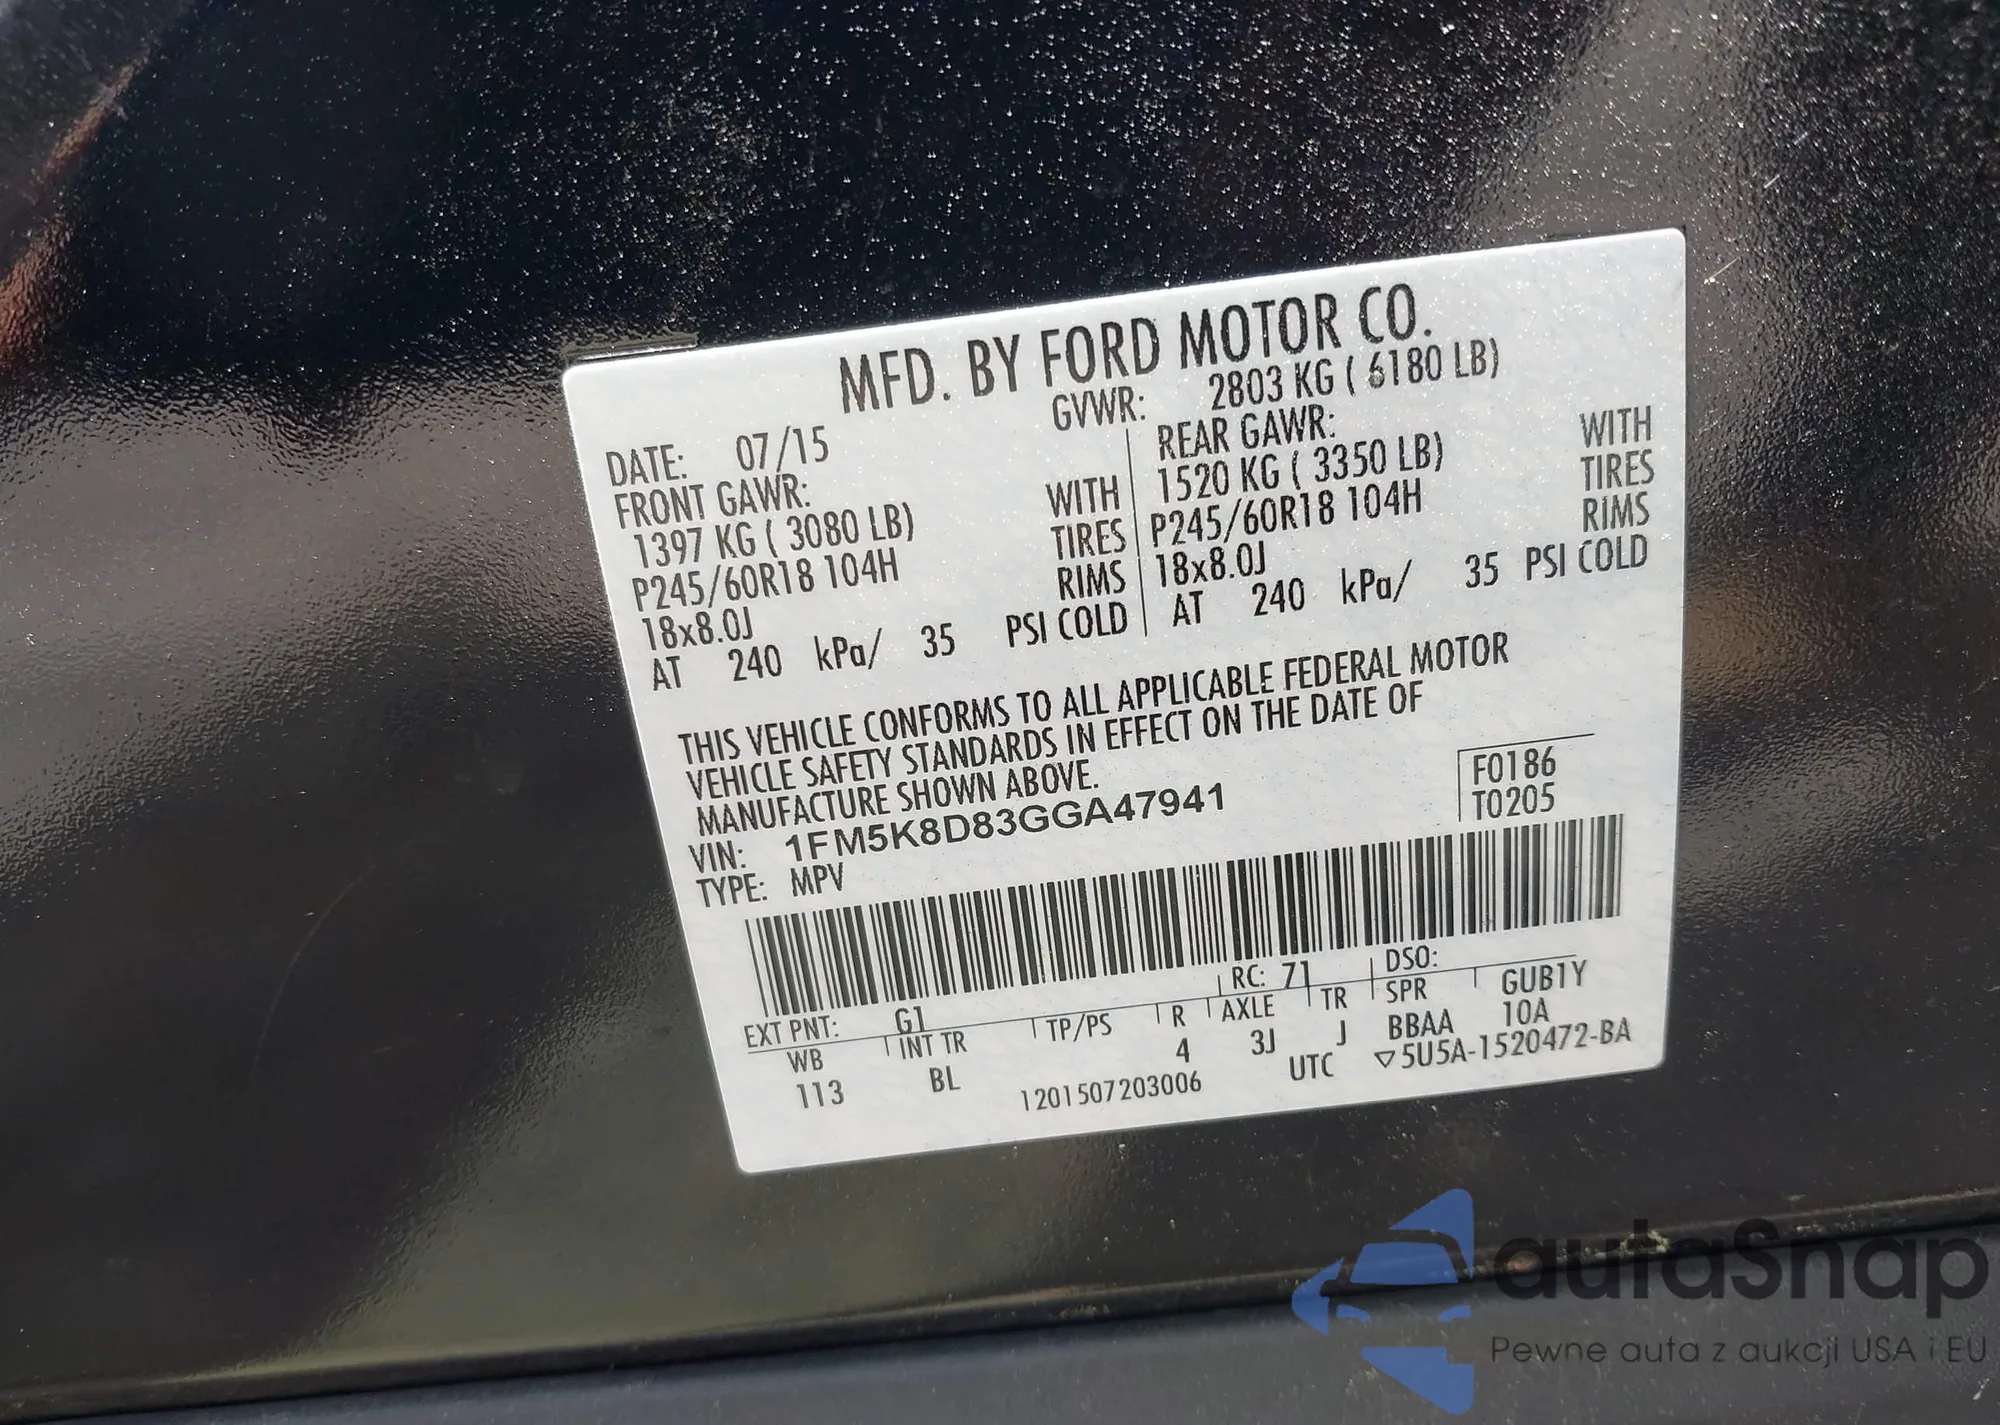 MFD. BY FORD MOTOR CO.
DATE: 07/15 GVWR: 2803 KG ( 6180 LB)
FRONT GAWR: REAR GAWR:
1397 KG ( 3080 LB) WITH 1520 KG ( 3350 LB) WITH
P245/60R18 104H TIRES P245/60R18 104H TIRES
18x8.0J RIMS 18x8.0J RIMS
AT 240 kPa/ 35 PSI COLD AT 240 kPa/ 35 PSI COLD
THIS VEHICLE CONFORMS TO ALL APPLICABLE FEDERAL MOTOR
VEHICLE SAFETY STANDARDS IN EFFECT ON THE DATE OF
MANUFACTURE SHOWN ABOVE.
F0186
T0205
VIN: 1FM5K8D83GGA47941
TYPE: MPV
EXT PNT: G1 RC: 71 DSO:
WB INT TR TP/PS R AXLE TR SPR GUB1Y
113 BL 4 3J J BBAA 10A
1201507203006 UTC ▽5U5A-1520472-BA
autaSnap
Pewne auta z aukcji USA i EU